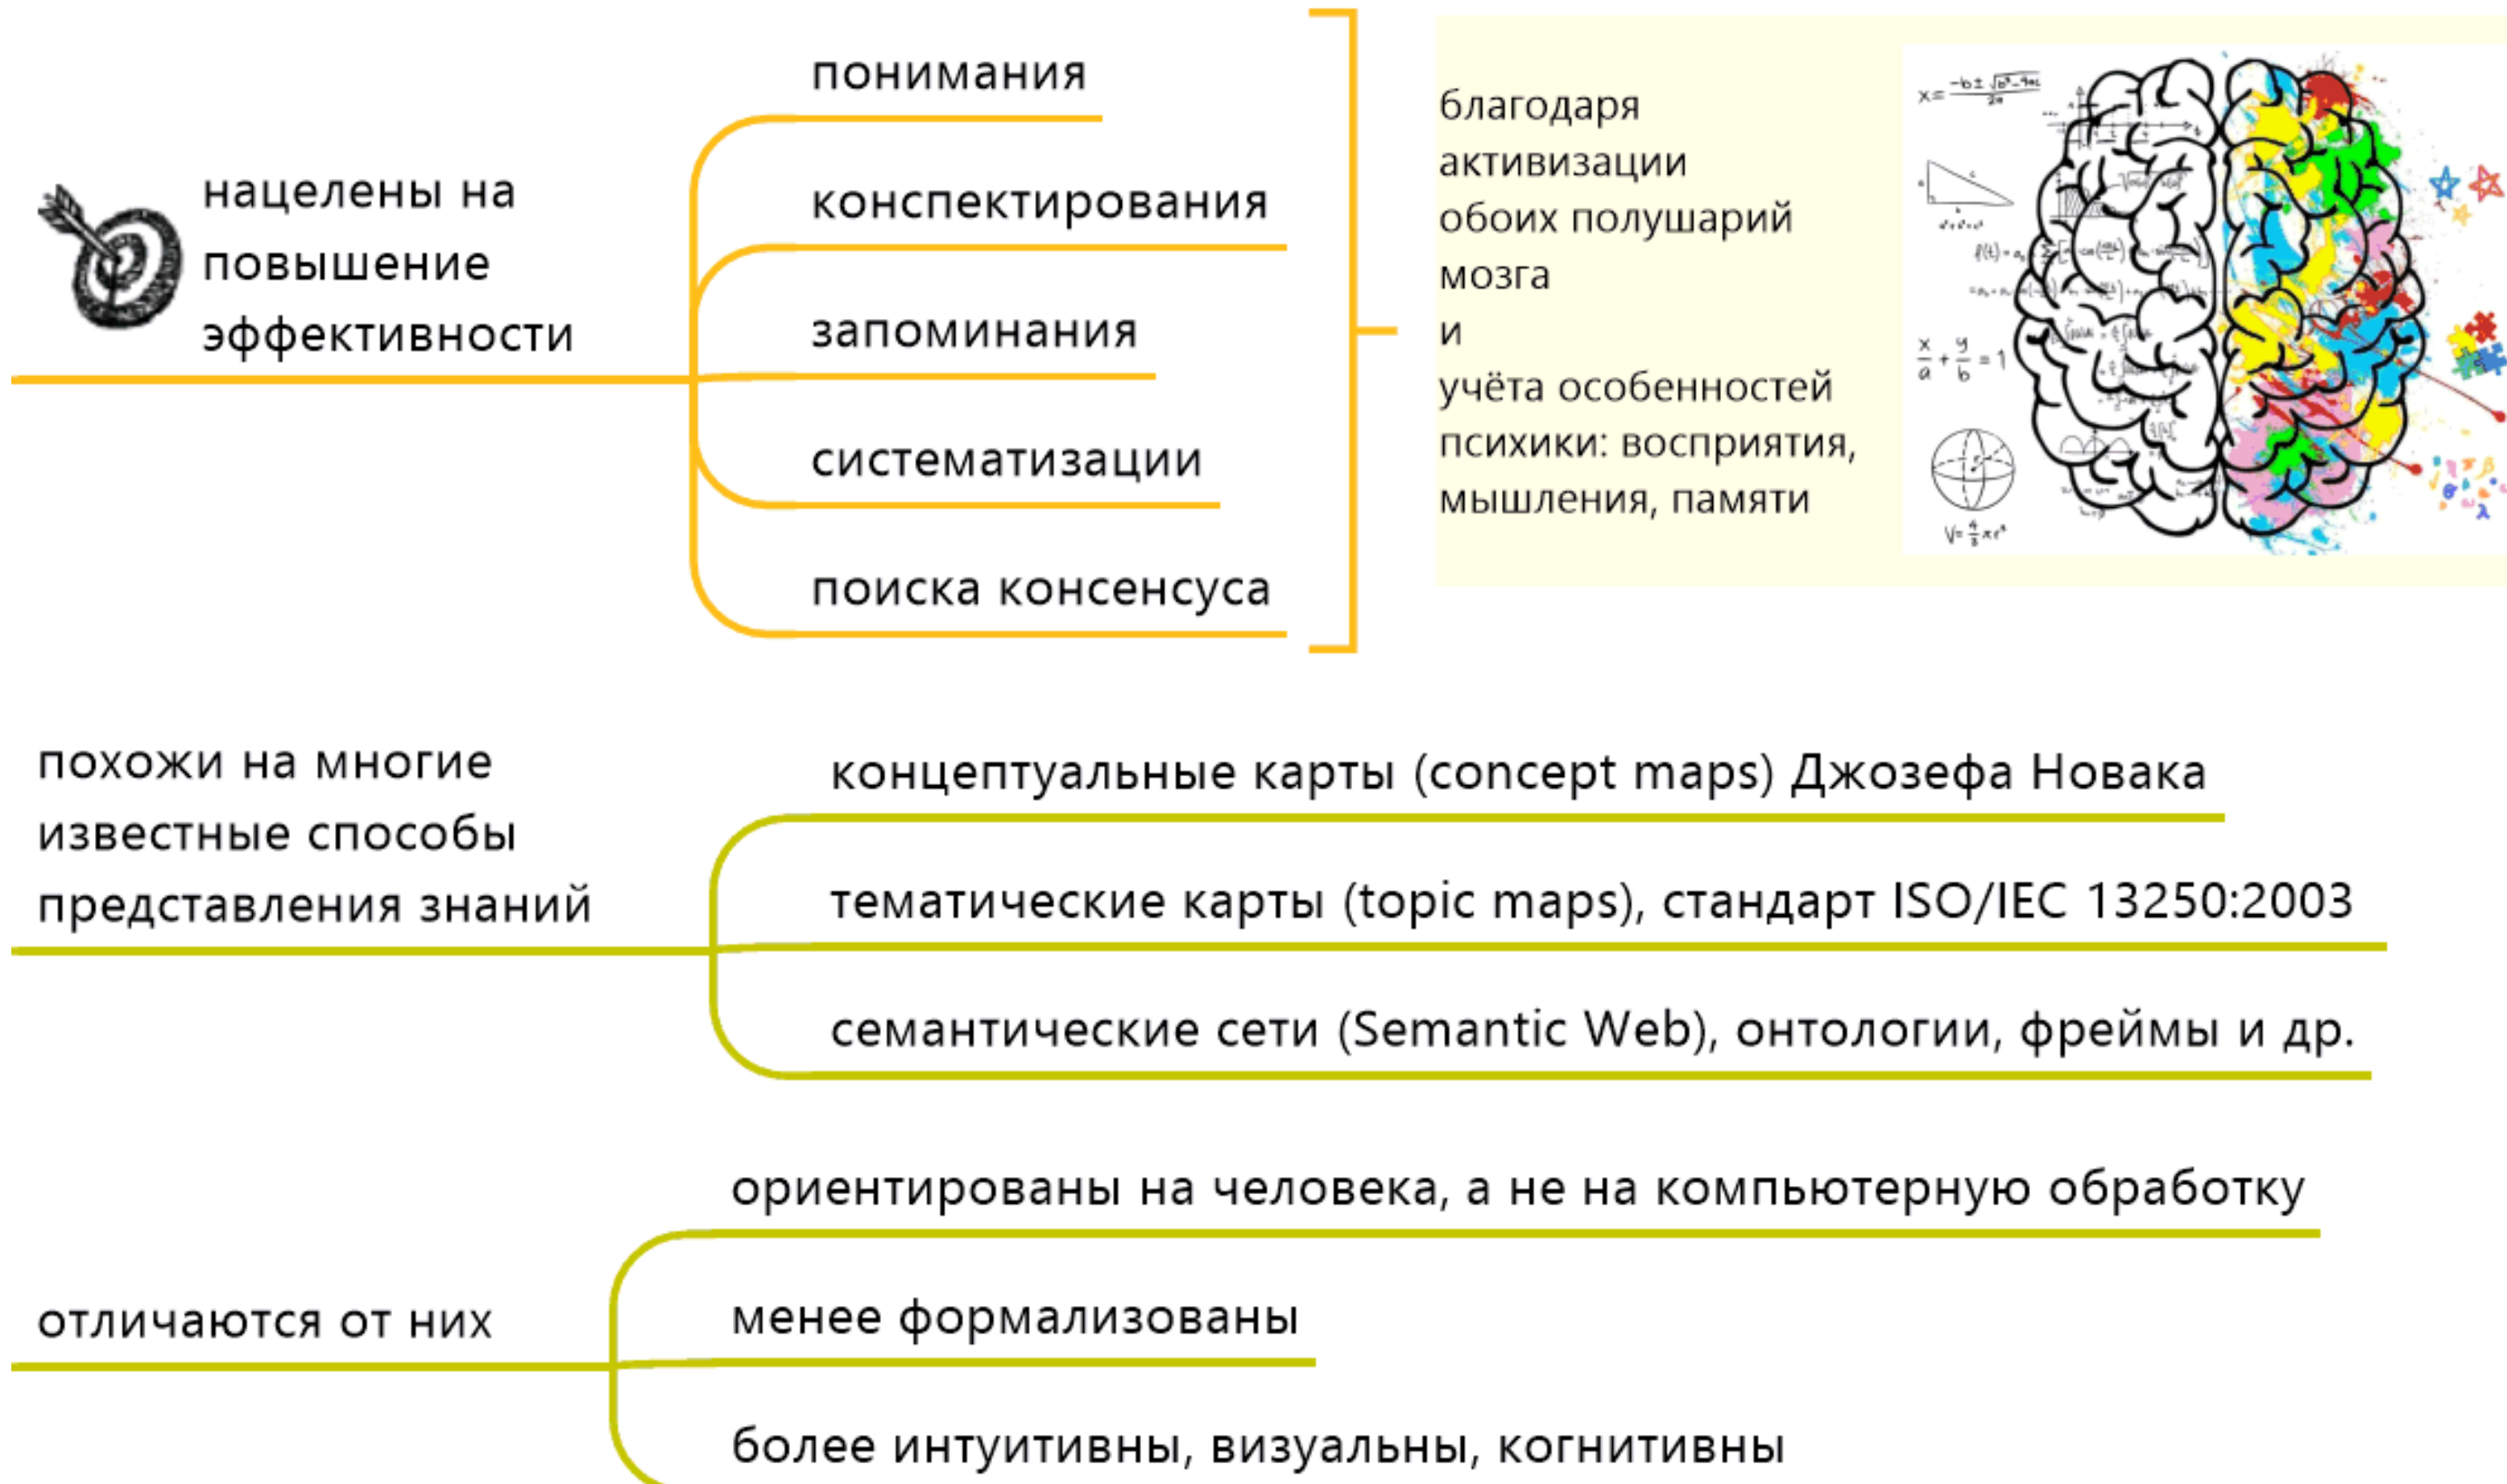 нацелены на
повышение
эффективности
понимания
конспектирования
запоминания
систематизации
поиска консенсуса
благодаря
активизации
обоих полушарий
мозга
и
учёта особенностей
психики: восприятия,
мышления, памяти
похожи на многие
известные способы
представления знаний
концептуальные карты (concept maps) Джозефа Новака
тематические карты (topic maps), стандарт ISO/IEC 13250:2003
семантические сети (Semantic Web), онтологии, фреймы и др.
отличаются от них
ориентированы на человека, а не на компьютерную обработку
менее формализованы
более интуитивны, визуальны, когнитивны